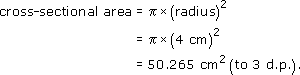 cross-sectional area = π × (radius)²
= π × (4 cm)²
= 50.265 cm² (to 3 d.p.).